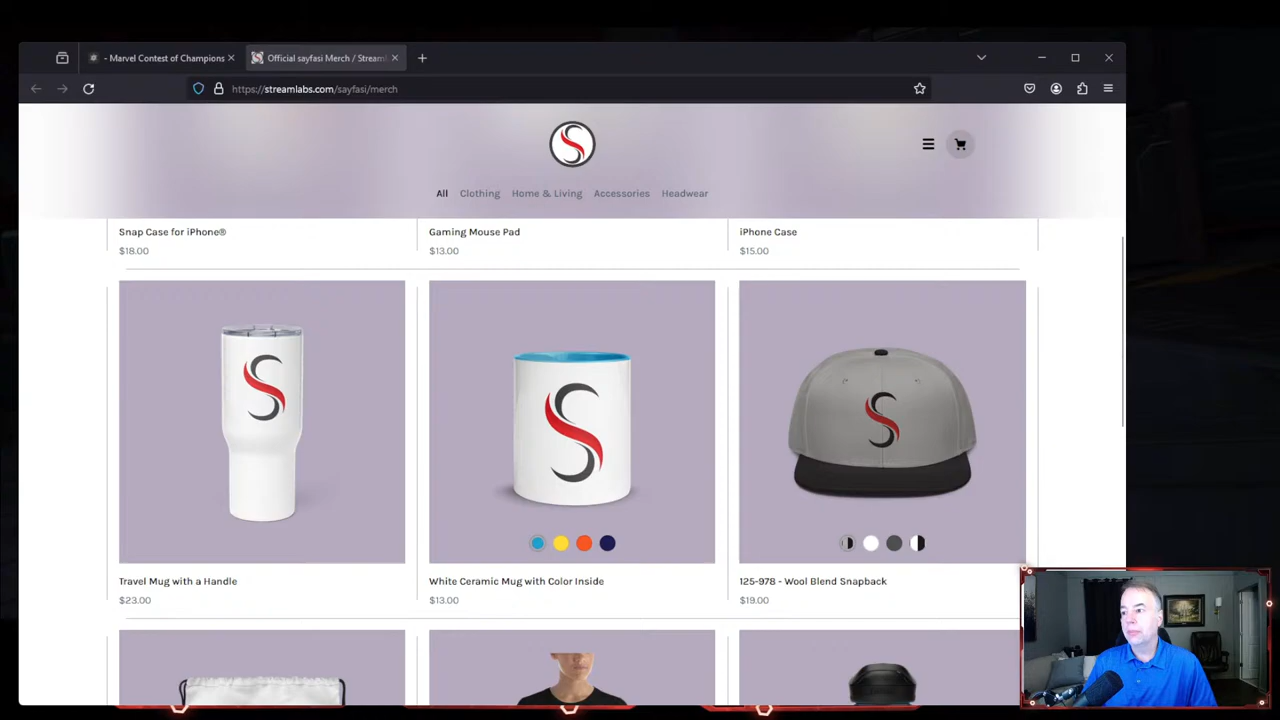 - Marvel Contest of Champions
Official sayfasi Merch / Streaml
https://streamlabs.com/sayfasi/merch
S
All Clothing Home & Living Accessories Headwear
Snap Case for iPhone® Gaming Mouse Pad iPhone Case
$18.00 $13.00 $15.00
S S S
Travel Mug with a Handle White Ceramic Mug with Color Inside 125-978 - Wool Blend Snapback
$23.00 $13.00 $19.00